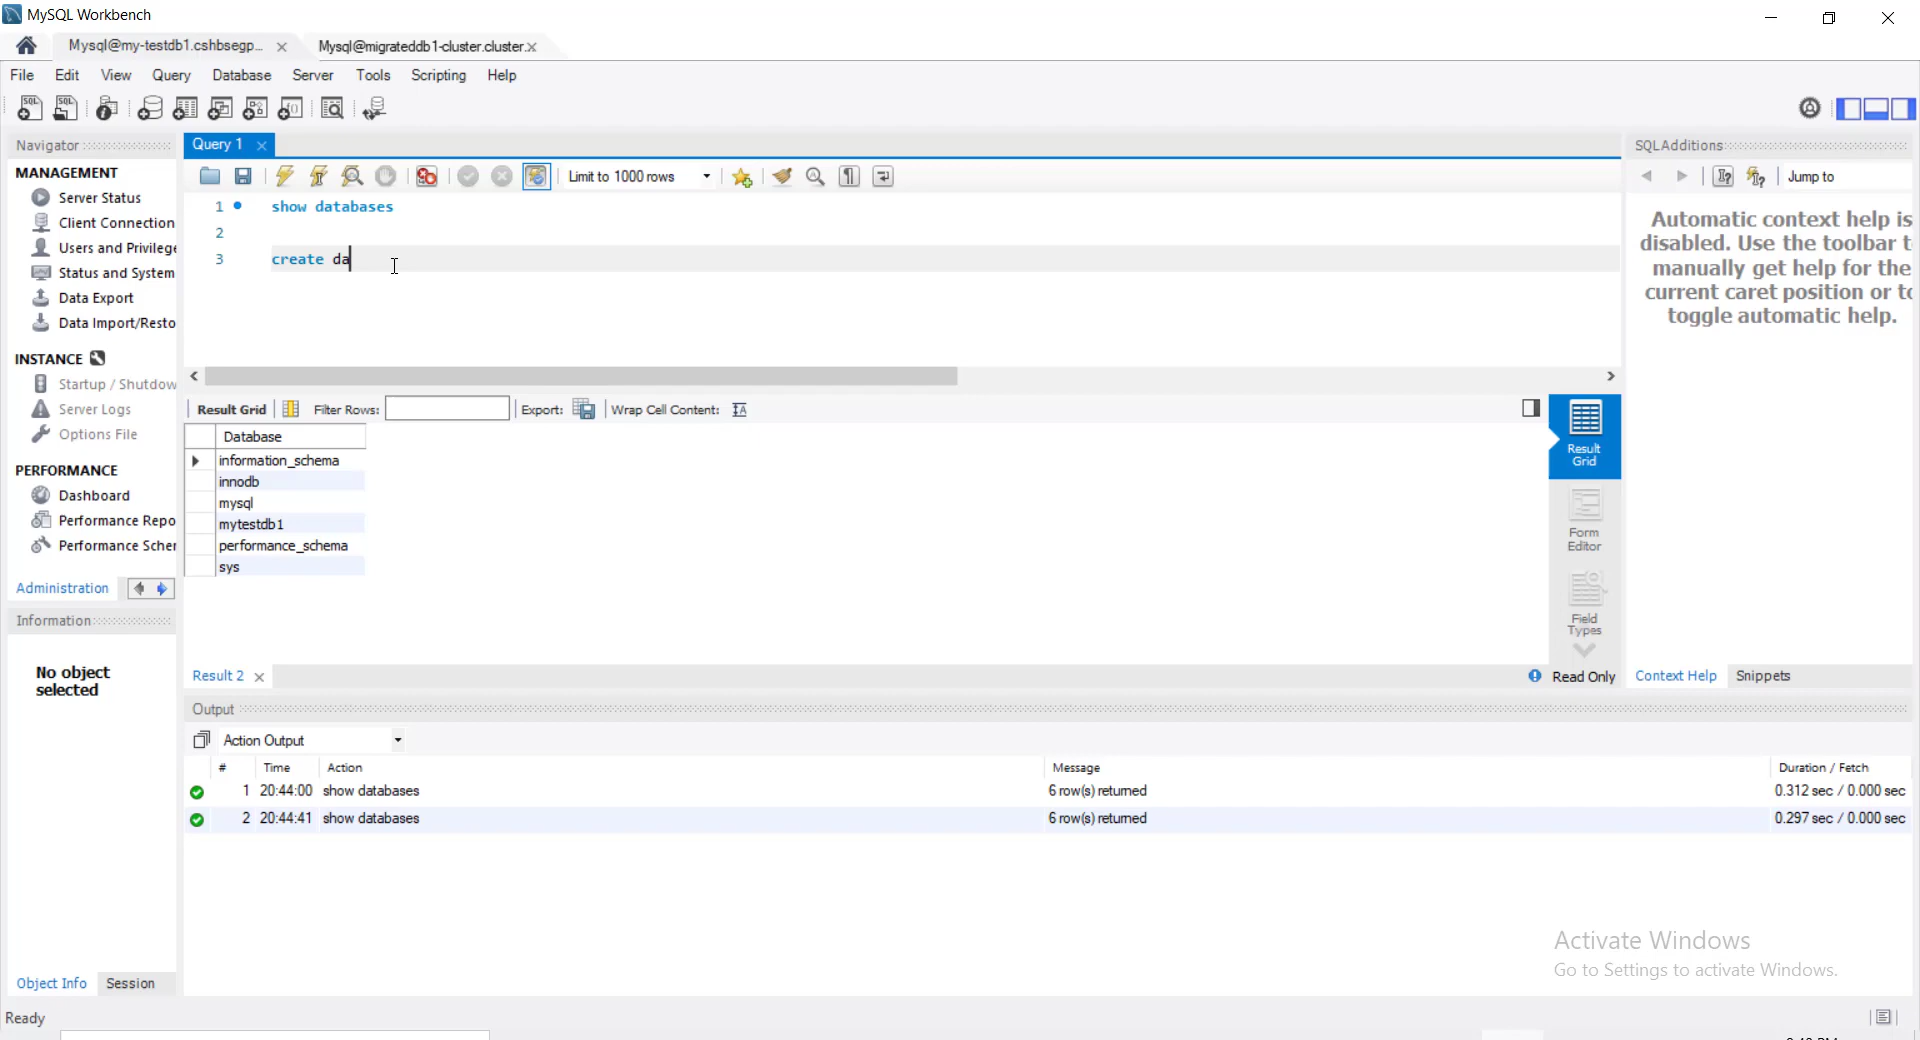 MySQL Workbench
Mysql@my-testdb1.cshbsegp...
Mysql@migrateddb1-cluster.cluster
File Edit View Query Database Server Tools Scripting Help
Navigator
MANAGEMENT
Server Status
Client Connection
Users and Privilege
Status and System
Data Export
Data Import/Resto
INSTANCE
Startup / Shutdow
Server Logs
Options File
PERFORMANCE
Dashboard
Performance Repo
Performance Scher
Administration
Information
No object
selected
Object Info Session
Query 1
Limit to 1000 rows
1 show databases
2
3 create da
Result Grid Filter Rows: Export: Wrap Cell Content:
Database
information_schema
innodb
mysql
mytestdb1
performance_schema
sys
Result
Grid
Form
Editor
Field
Types
Result 2
Read Only
SQLAdditions
Jump to
Automatic context help is
disabled. Use the toolbar t
manually get help for the
current caret position or to
toggle automatic help.
Context Help Snippets
Output
Action Output
# Time Action Message Duration / Fetch
1 20:44:00 show databases 6 row(s) returned 0.312 sec / 0.000 sec
2 20:44:41 show databases 6 row(s) returned 0.297 sec / 0.000 sec
Activate Windows
Go to Settings to activate Windows.
Ready